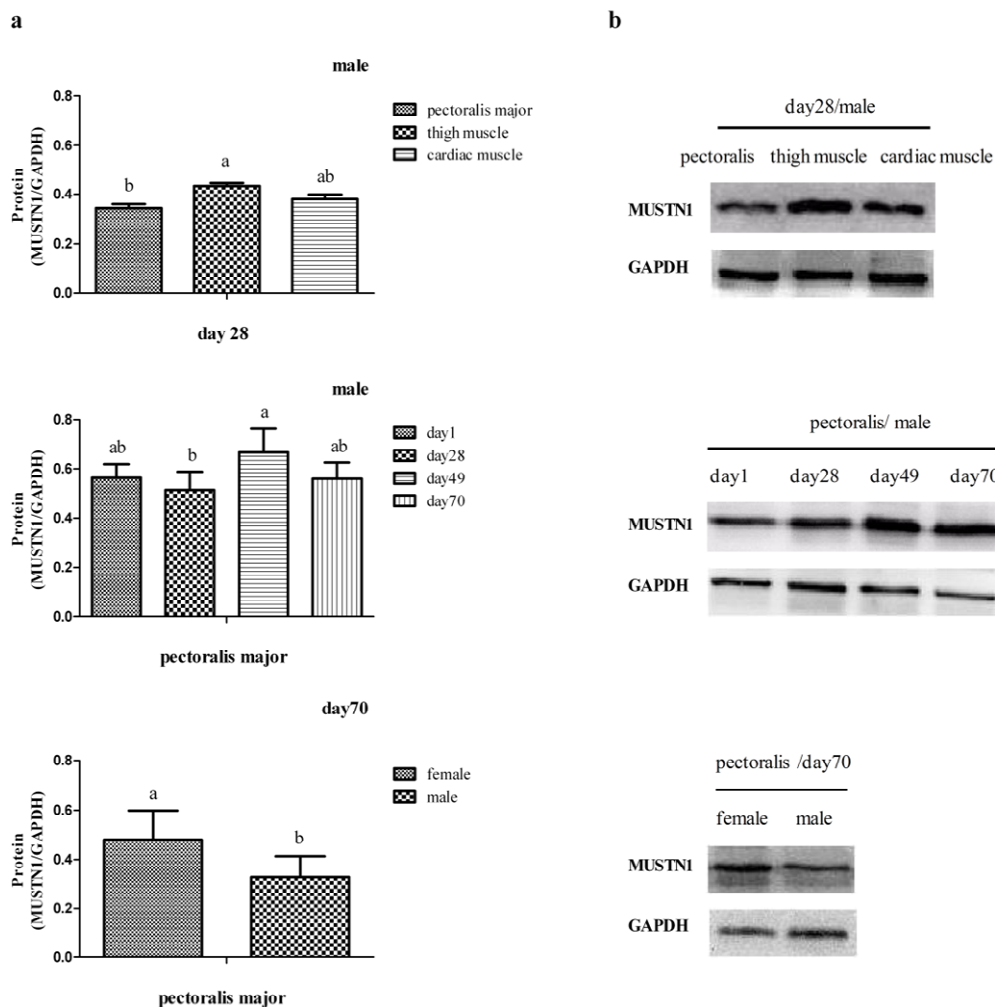 a
male
0.8
0.6
0.4
0.2
0.0
Protein
(MUSTN1/GAPDH)
b
a
ab
pectoralis major
thigh muscle
cardiac muscle
day 28
male
0.8
0.6
0.4
0.2
0.0
Protein
(MUSTN1/GAPDH)
ab
b
a
ab
day1
day28
day49
day70
pectoralis major
day70
0.8
0.6
0.4
0.2
0.0
Protein
(MUSTN1/GAPDH)
a
b
female
male
pectoralis major
b
day28/male
pectoralis thigh muscle cardiac muscle
MUSTN1
GAPDH
pectoralis/ male
day1 day28 day49 day70
MUSTN1
GAPDH
pectoralis /day70
female male
MUSTN1
GAPDH